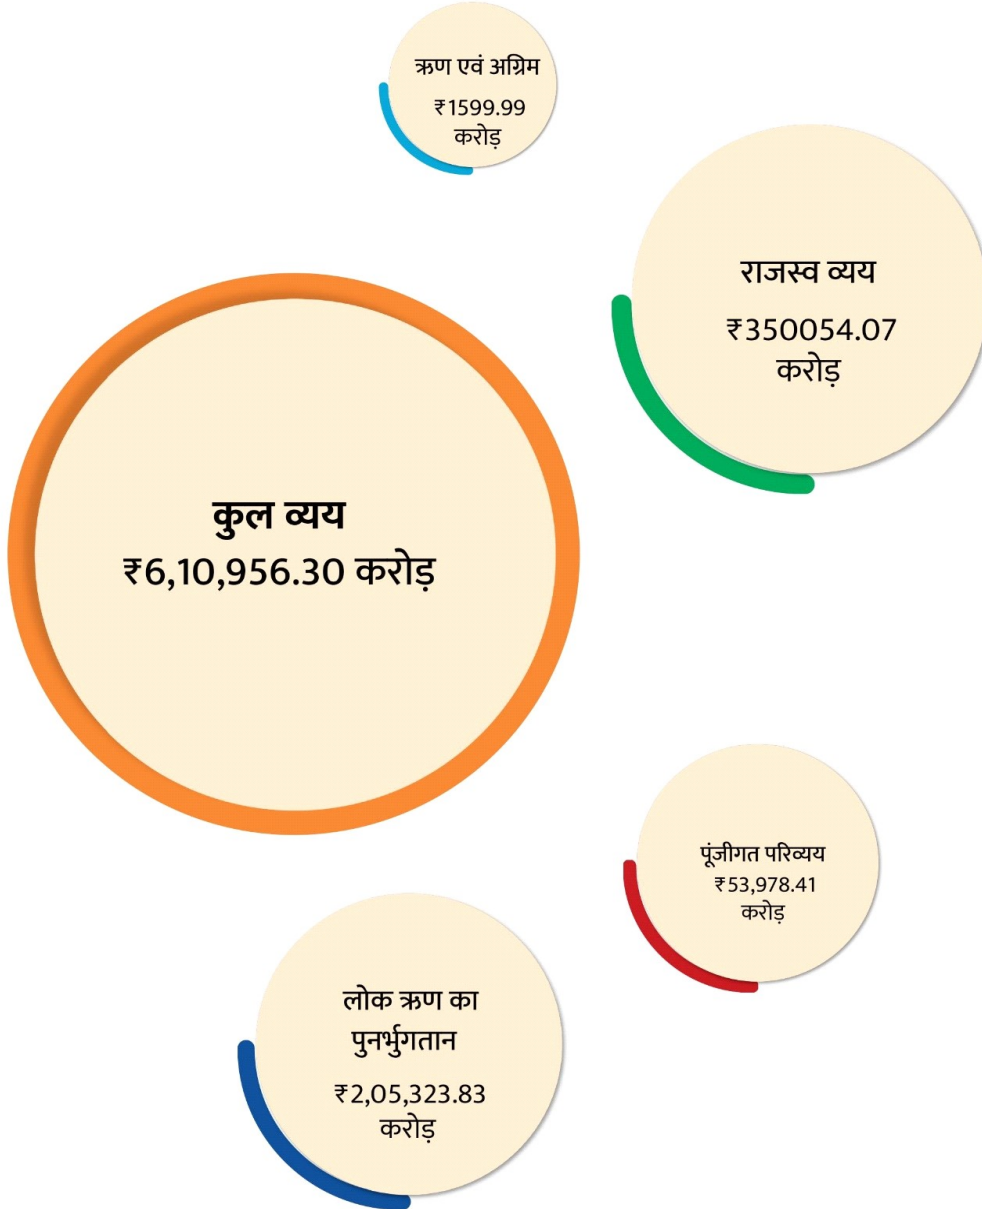 ऋण एवं अग्रिम
₹1599.99
करोड़
राजस्व व्यय
₹350054.07
करोड़
कुल व्यय
₹6,10,956.30 करोड़
पूंजीगत परिव्यय
₹53,978.41
करोड़
लोक ऋण का
पुनर्भुगतान
₹2,05,323.83
करोड़